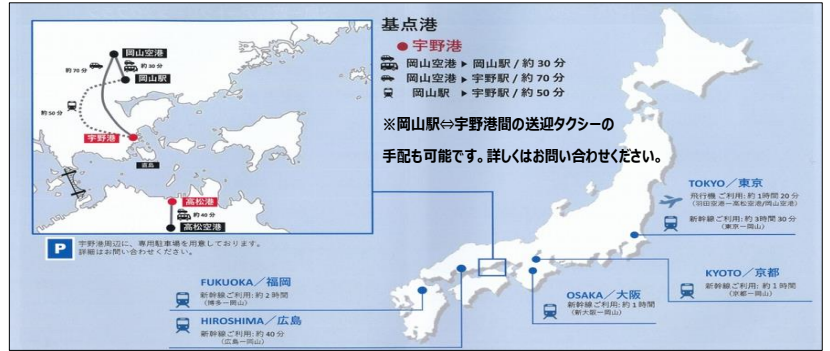 基点港
宇野港
岡山空港 ▶ 岡山駅 / 約 30 分
岡山空港 ▶ 宇野駅 / 約 70 分
岡山駅 ▶ 宇野駅 / 約 50 分
※岡山駅⇔宇野港間の送迎タクシーの
手配も可能です。詳しくはお問い合わせください。
岡山空港
約 70 分
約 30 分
岡山駅
約 50 分
宇野港
直島
高松港
約 40 分
高松空港
P
宇野港周辺に、専用駐車場を用意しております。
詳細はお問い合わせください。
TOKYO/東京
飛行機 ご利用: 約 1 時間 20 分
(羽田空港ー高松空港/岡山空港)
新幹線 ご利用: 約 3 時間 30 分
(東京ー岡山)
KYOTO/京都
新幹線 ご利用: 約 1 時間
(京都ー岡山)
OSAKA/大阪
新幹線 ご利用: 約 1 時間
(新大阪ー岡山)
FUKUOKA/福岡
新幹線 ご利用: 約 2 時間
(博多ー岡山)
HIROSHIMA/広島
新幹線 ご利用: 約 40 分
(広島ー岡山)